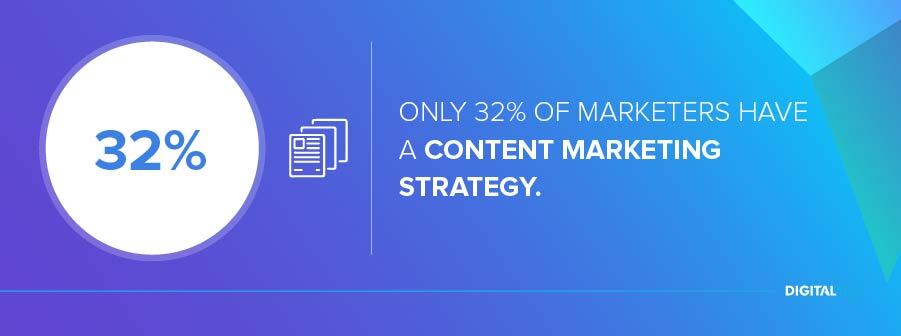 32%
ONLY 32% OF MARKETERS HAVE
A CONTENT MARKETING
STRATEGY.
DIGITAL